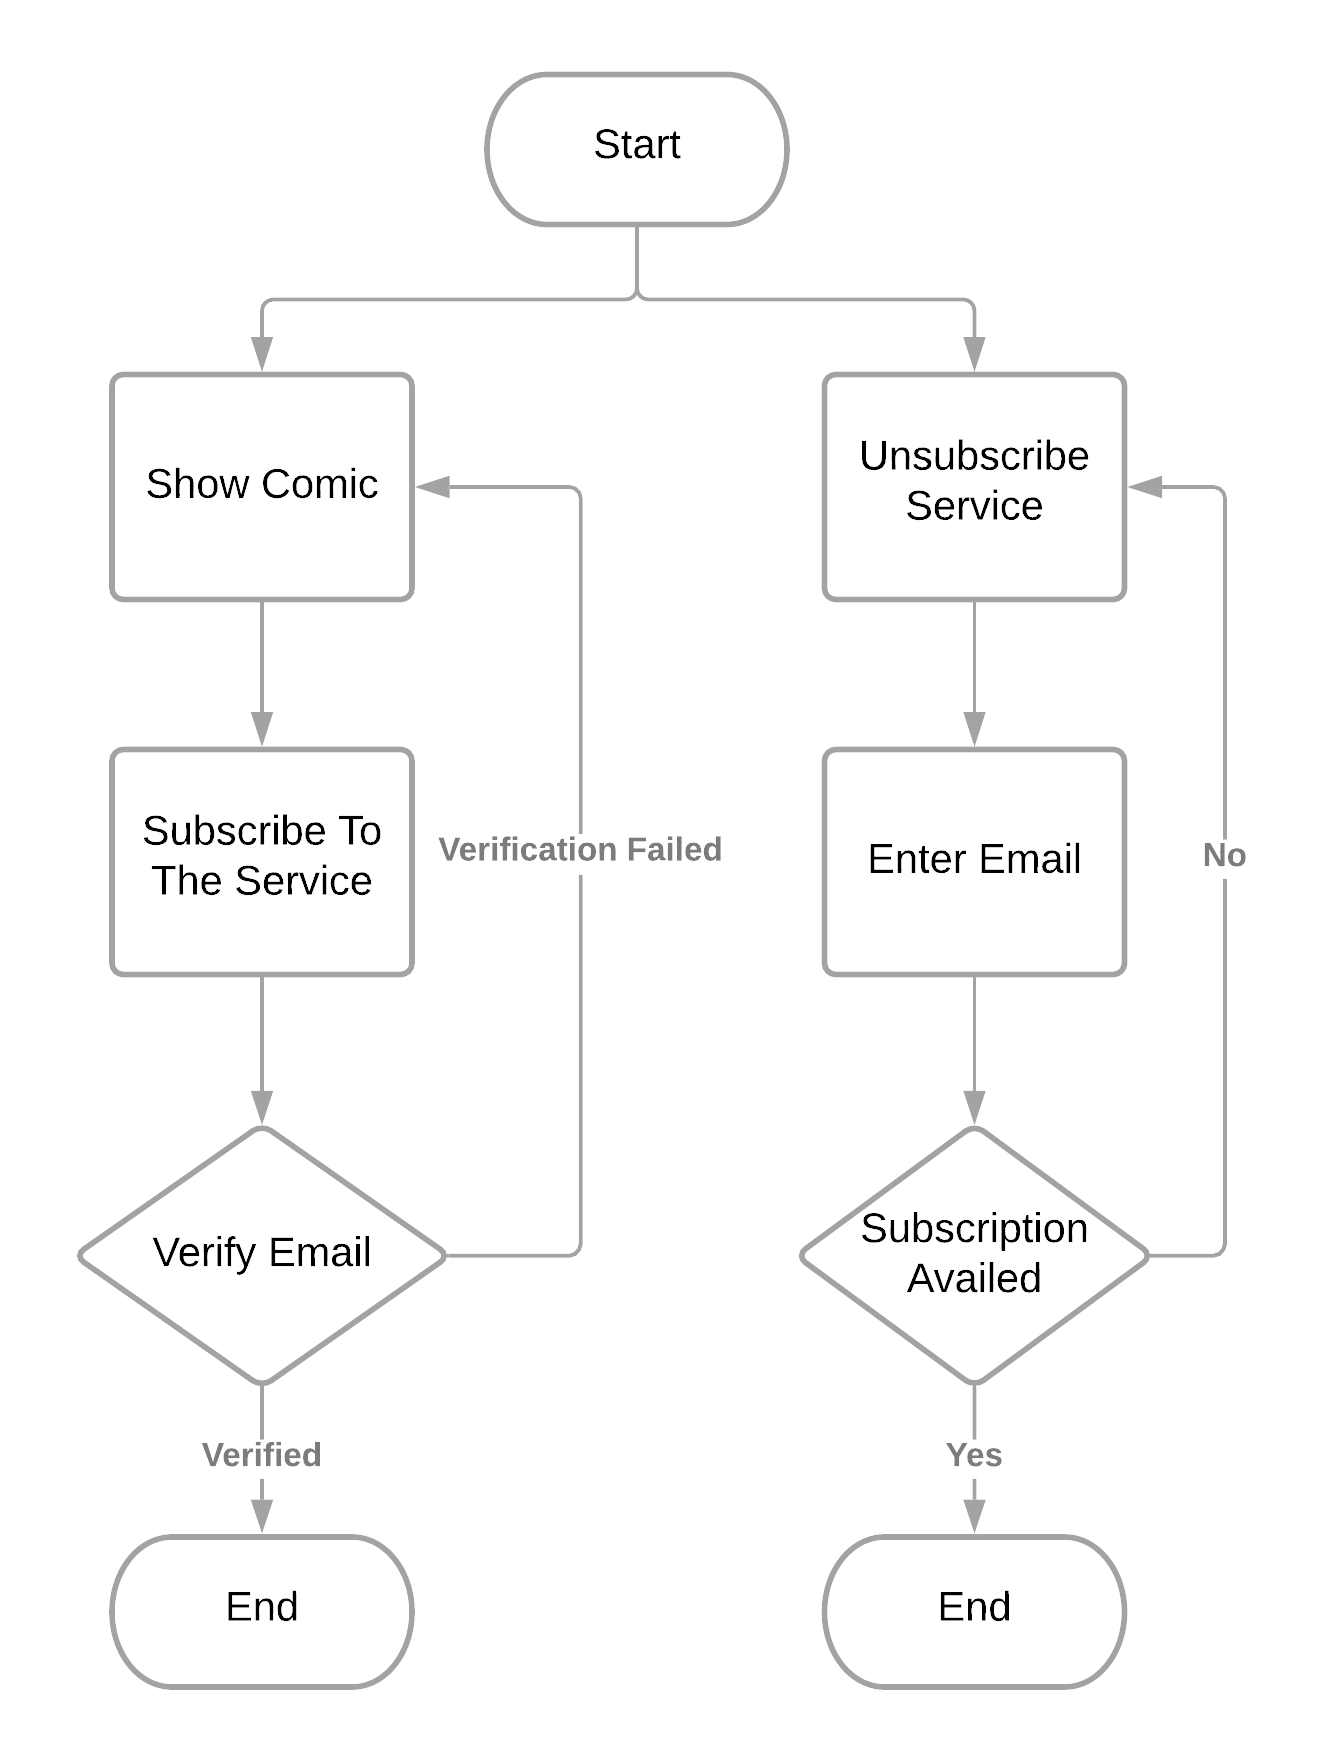 Start
Show Comic
Unsubscribe
Service
Subscribe To
The Service
Verification Failed
Enter Email
No
Verify Email
Subscription
Availed
Verified
Yes
End
End